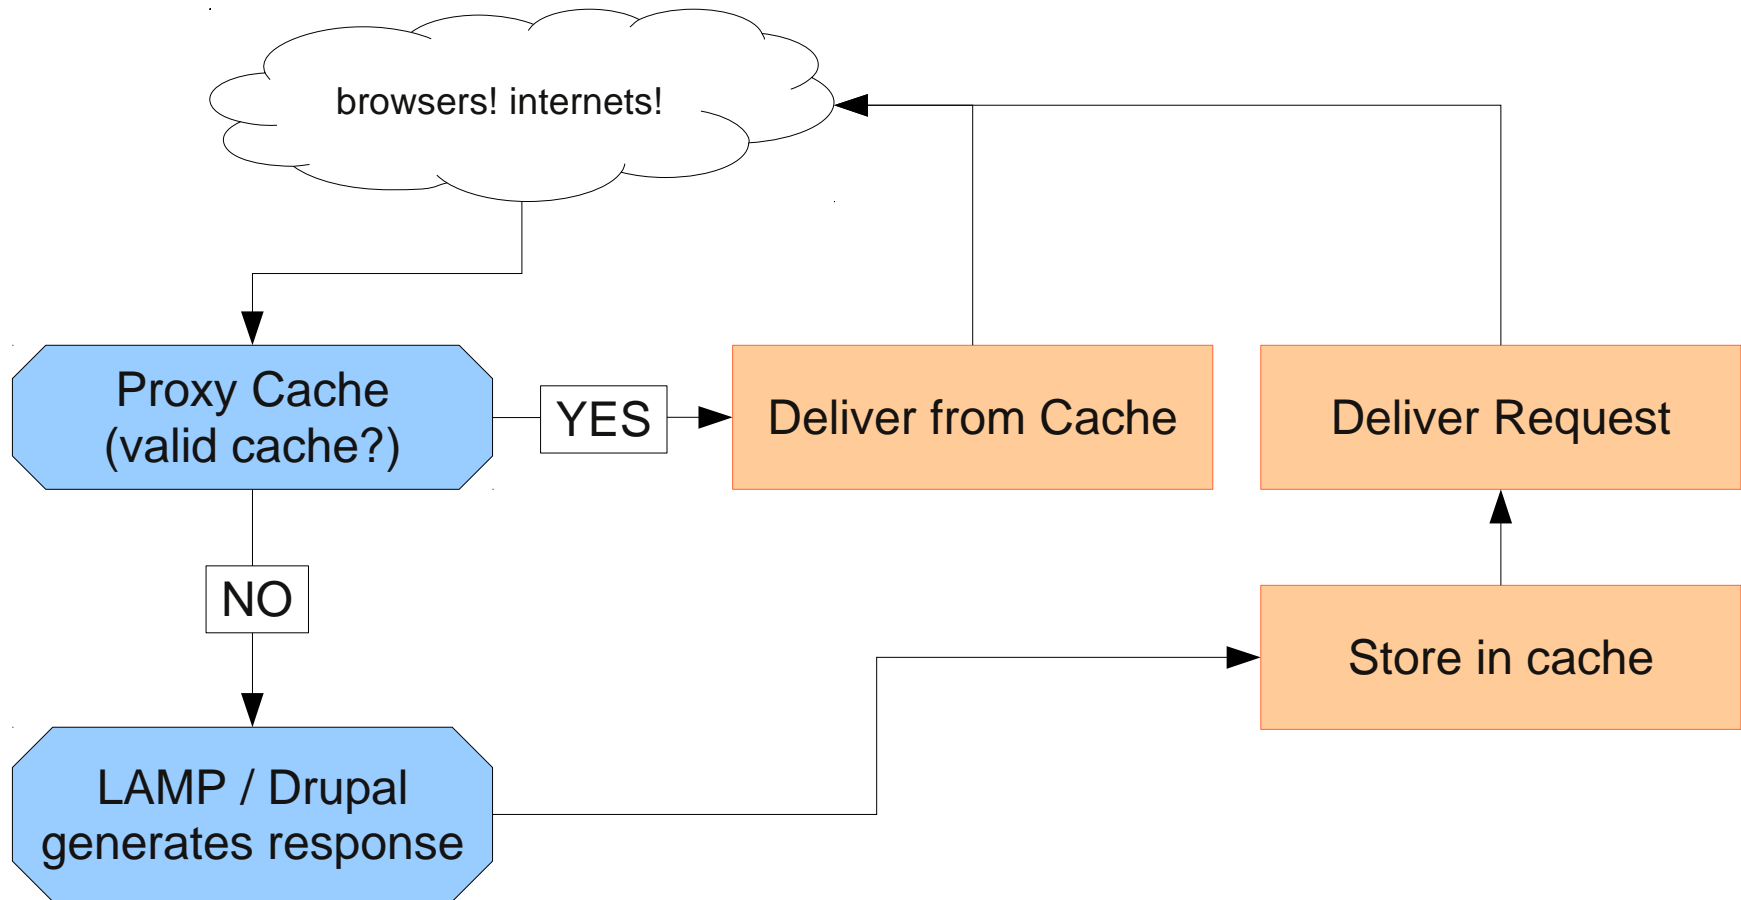 browsers! internets!
Proxy Cache
(valid cache?)
YES
Deliver from Cache
Deliver Request
NO
Store in cache
LAMP / Drupal
generates response